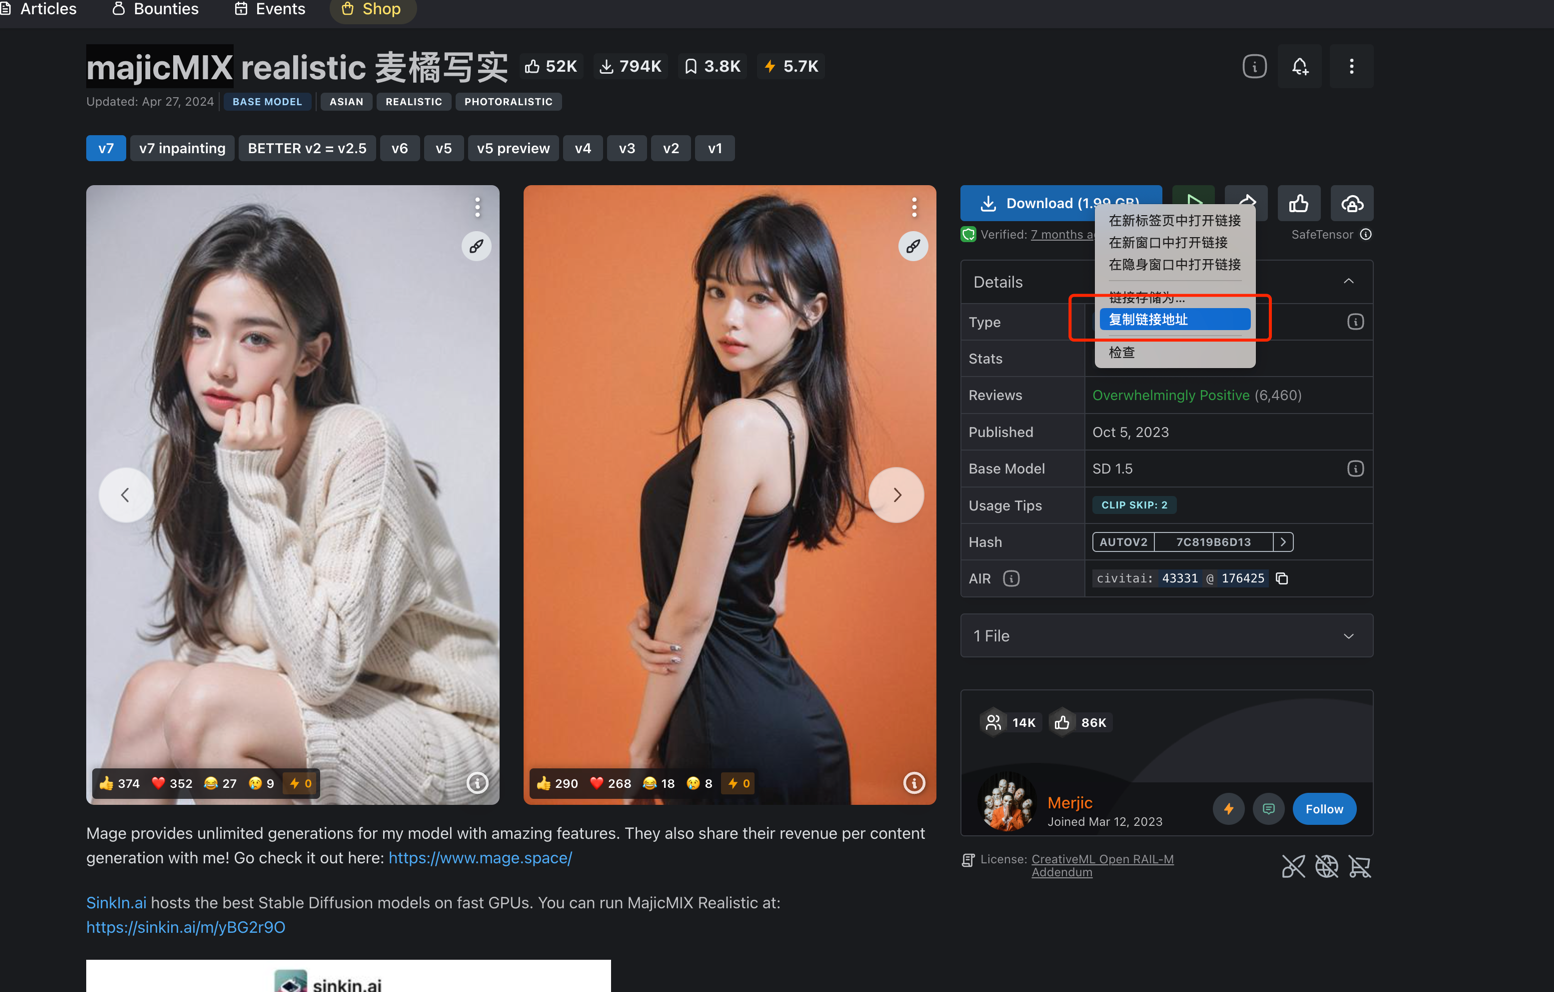 Articles
Bounties
Events
Shop
majicMIX realistic 麦橘写实
52K
794K
3.8K
5.7K
Updated: Apr 27, 2024
BASE MODEL
ASIAN
REALISTIC
PHOTORALISTIC
v7
v7 inpainting
BETTER v2 = v2.5
v6
v5
v5 preview
v4
v3
v2
v1
374
352
27
9
0
290
268
18
8
0
Mage provides unlimited generations for my model with amazing features. They also share their revenue per content
generation with me! Go check it out here: https://www.mage.space/
SinkIn.ai hosts the best Stable Diffusion models on fast GPUs. You can run MajicMIX Realistic at:
https://sinkin.ai/m/yBG2r9O
sinkin.ai
Download (1.99 GB)
Verified: 7 months
SafeTensor
在新标签页中打开链接
在新窗口中打开链接
在隐身窗口中打开链接
链接存储为...
复制链接地址
检查
Details
Type
Stats
Reviews
Overwhelmingly Positive (6,460)
Published
Oct 5, 2023
Base Model
SD 1.5
Usage Tips
CLIP SKIP: 2
Hash
AUTOV2
7C819B6D13
AIR
civitai: 43331 @ 176425
1 File
14K
86K
Merjic
Joined Mar 12, 2023
Follow
License: CreativeML Open RAIL-M
Addendum